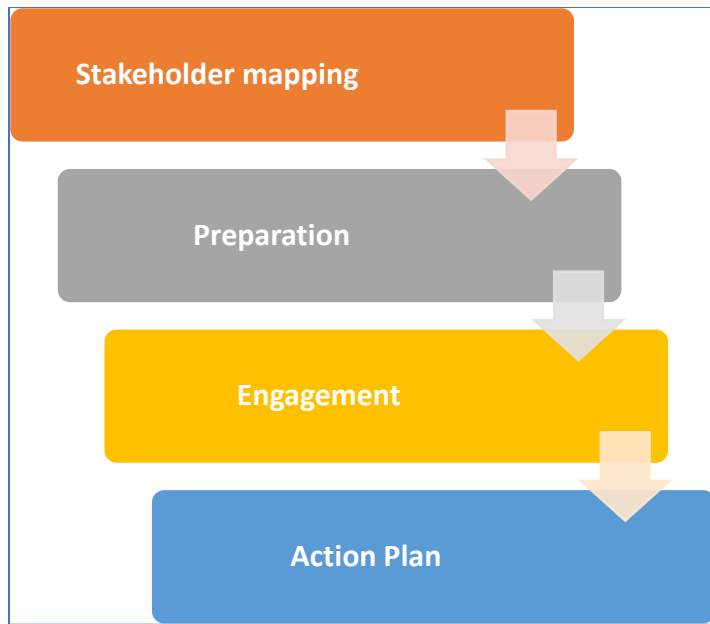 Stakeholder mapping
Preparation
Engagement
Action Plan